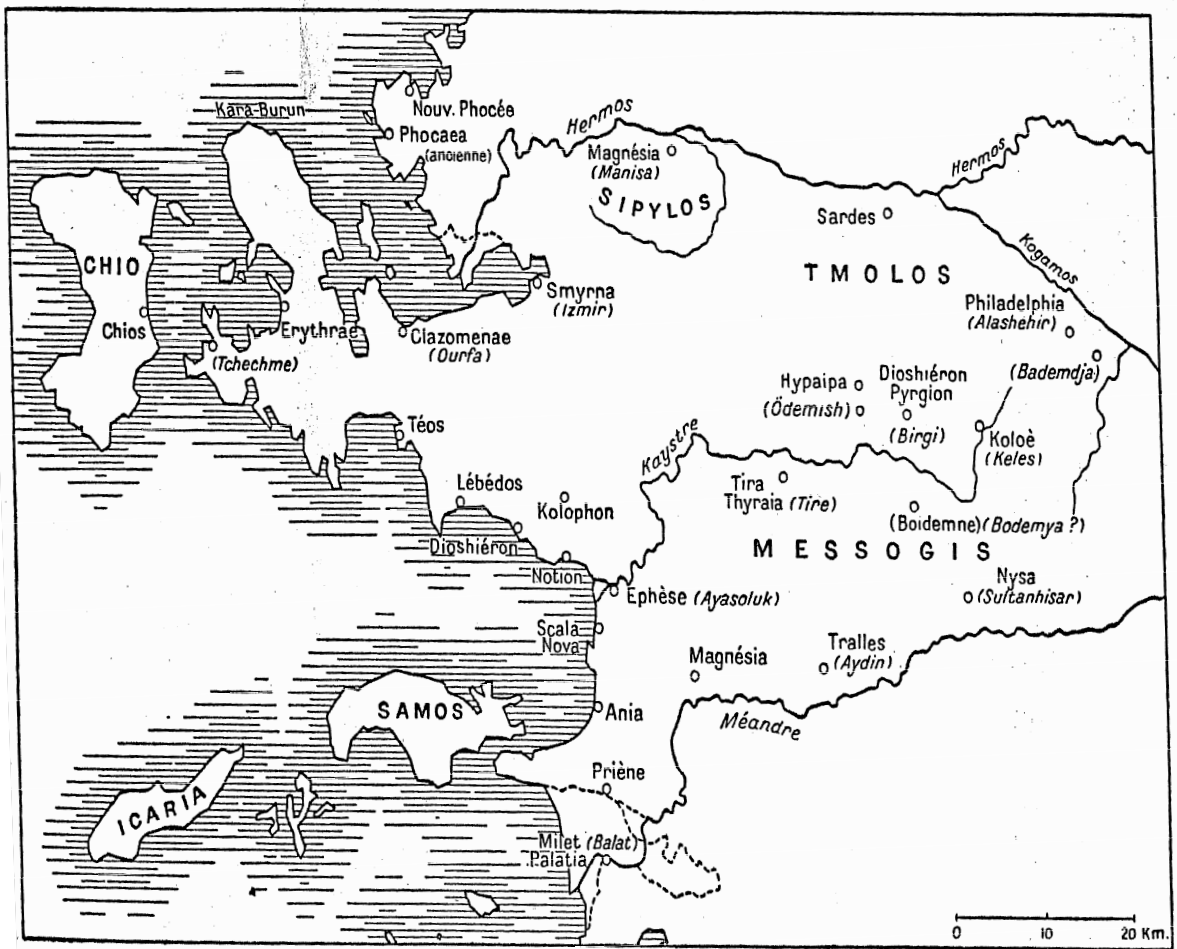 Kara-Burun
Nouv. Phocée
Phocaea
(ancienne)
Hermos
Magnésia
(Manisa)
SIPYLOS
Hermos
Sardes
CHIO
TMOLOS
Kogamos
Smyrna
(Izmir)
Philadelphia
(Alashehir)
Chios
Erythrae
Clazomenae
(Ourfa)
(Tchechme)
(Bademdja)
Hypaipa
(Ödemish)
Dioshiéron
Pyrgion
(Birgi)
Koloè
(Keles)
Téos
Kaystre
Lébédos
Kolophon
Tira
Thyraia (Tire)
(Boidemne) (Bodemya ?)
Dioshiéron
MESSOGIS
Notion
Nysa
(Sultanhisar)
Ephèse (Ayasoluk)
Scala
Nova
Magnésia
Tralles
(Aydin)
SAMOS
Ania
Méandre
Priène
ICARIA
Milet (Balat)
Palatia
0 10 20 Km.